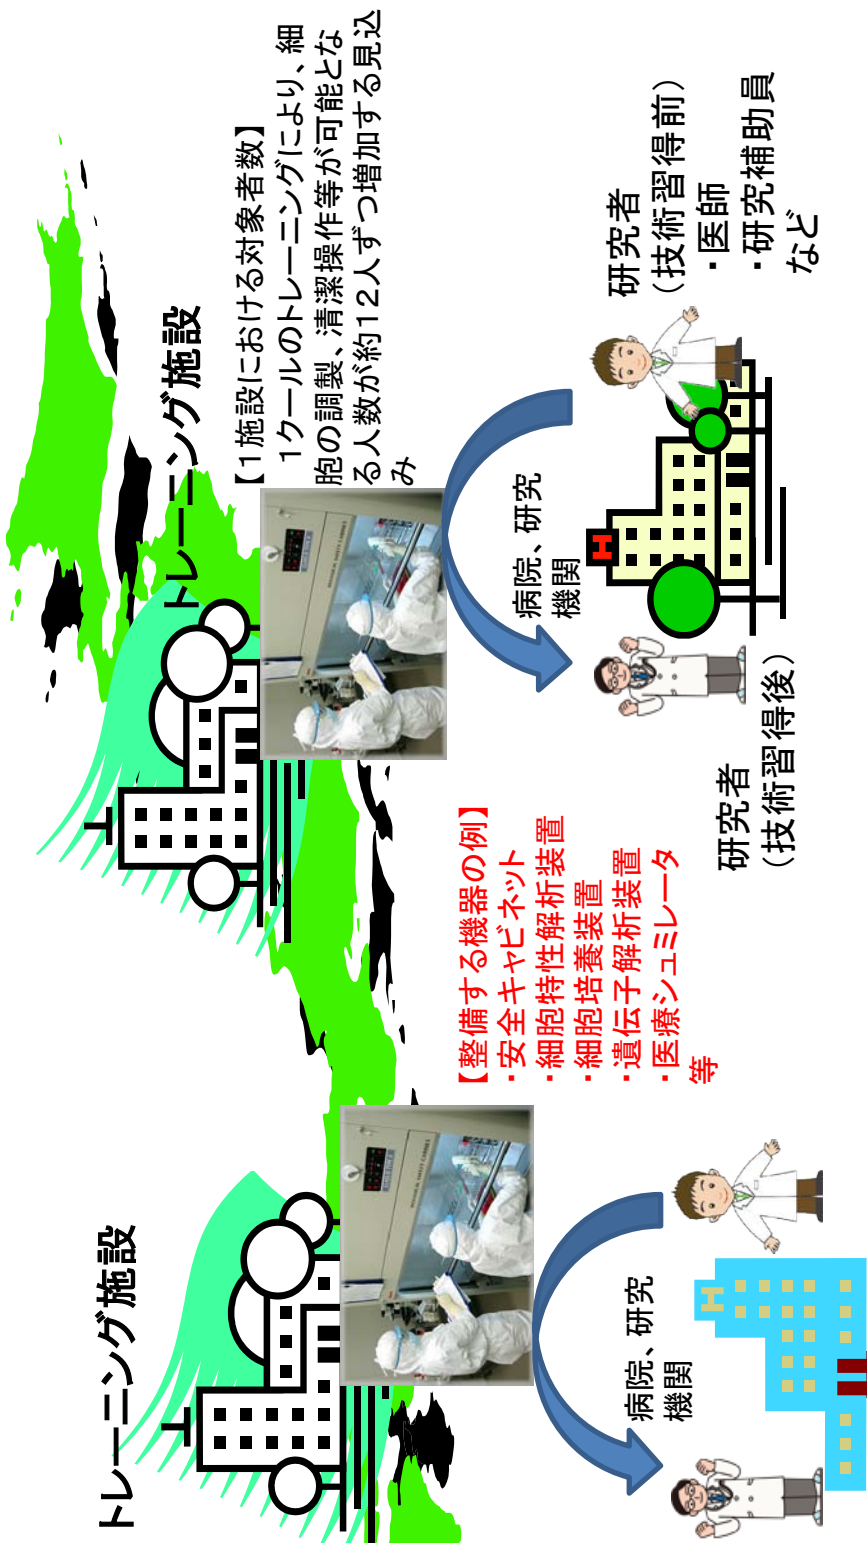 トレーニング施設
トレーニング施設
【１施設における対象者数】
１クールのトレーニングにより、細
胞の調製、清潔操作等が可能とな
る人数が約１２人ずつ増加する見込
み
【整備する機器の例】
・安全キャビネット
・細胞特性解析装置
・細胞培養装置
・遺伝子解析装置
・医療シュミレータ
等
病院、研究
機関
病院、研究
機関
研究者
（技術習得前）
・医師
・研究補助員
など
研究者
（技術習得後）
H
H